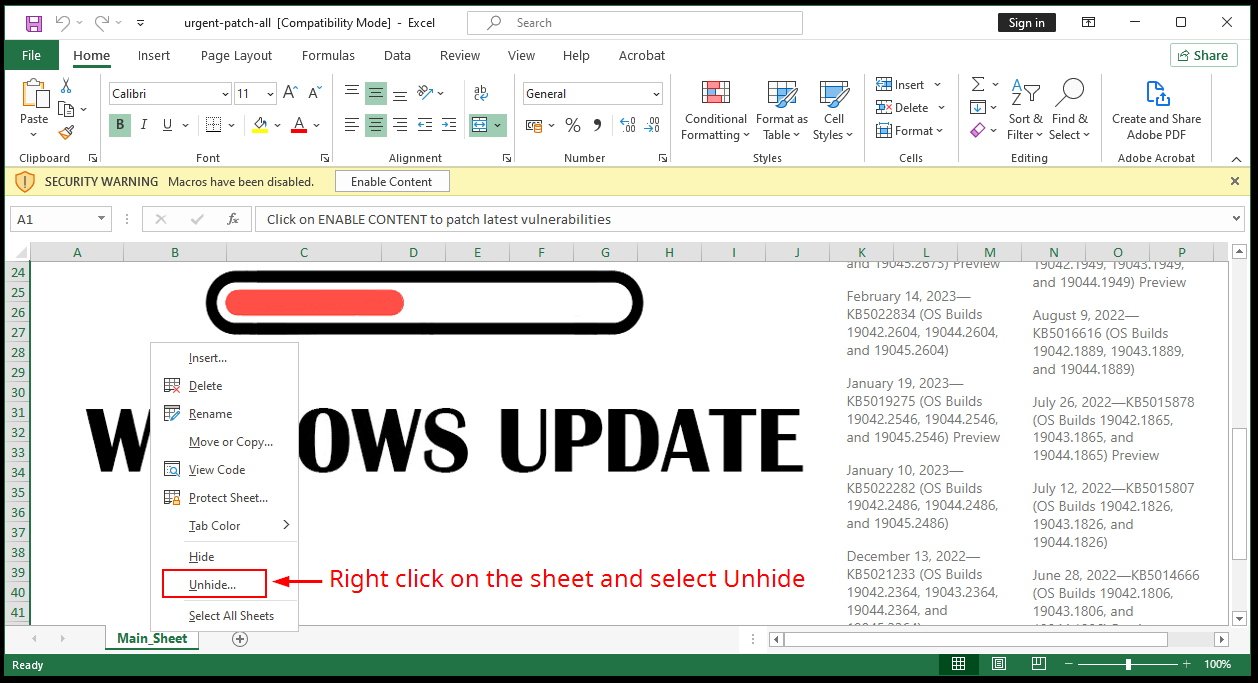 urgent-patch-all [Compatibility Mode] - Excel
Search
Sign in
File Home Insert Page Layout Formulas Data Review View Help Acrobat
Share
Paste
Clipboard
Calibri 11
B I U
A
Font
ab
Alignment
General
% 9
Number
Conditional
Formatting
Format as
Table
Cell
Styles
Styles
Insert
Delete
Format
Cells
Sort &
Filter
Find &
Select
Editing
Create and Share
Adobe PDF
Adobe Acrobat
SECURITY WARNING Macros have been disabled.
Enable Content
A1
fx
Click on ENABLE CONTENT to patch latest vulnerabilities
A B C D E F G H I J K L M N O P
24
25
26
27
28
29
30
31
32
33
34
35
36
37
38
39
40
41
W
OWS UPDATE
Insert...
Delete
Rename
Move or Copy...
View Code
Protect Sheet...
Tab Color
Hide
Unhide...
Select All Sheets
Right click on the sheet and select Unhide
and 19045.2673) Preview
February 14, 2023—
KB5022834 (OS Builds
19042.2604, 19044.2604,
and 19045.2604)
January 19, 2023—
KB5019275 (OS Builds
19042.2546, 19044.2546,
and 19045.2546) Preview
January 10, 2023—
KB5022282 (OS Builds
19042.2486, 19044.2486,
and 19045.2486)
December 13, 2022—
KB5021233 (OS Builds
19042.2364, 19043.2364,
19044.2364, and
19045.2364)
19042.1949, 19043.1949,
and 19044.1949) Preview
August 9, 2022—
KB5016616 (OS Builds
19042.1889, 19043.1889,
and 19044.1889)
July 26, 2022—KB5015878
(OS Builds 19042.1865,
19043.1865, and
19044.1865) Preview
July 12, 2022—KB5015807
(OS Builds 19042.1826,
19043.1826, and
19044.1826)
June 28, 2022—KB5014666
(OS Builds 19042.1806,
19043.1806, and
Main_Sheet
Ready
100%